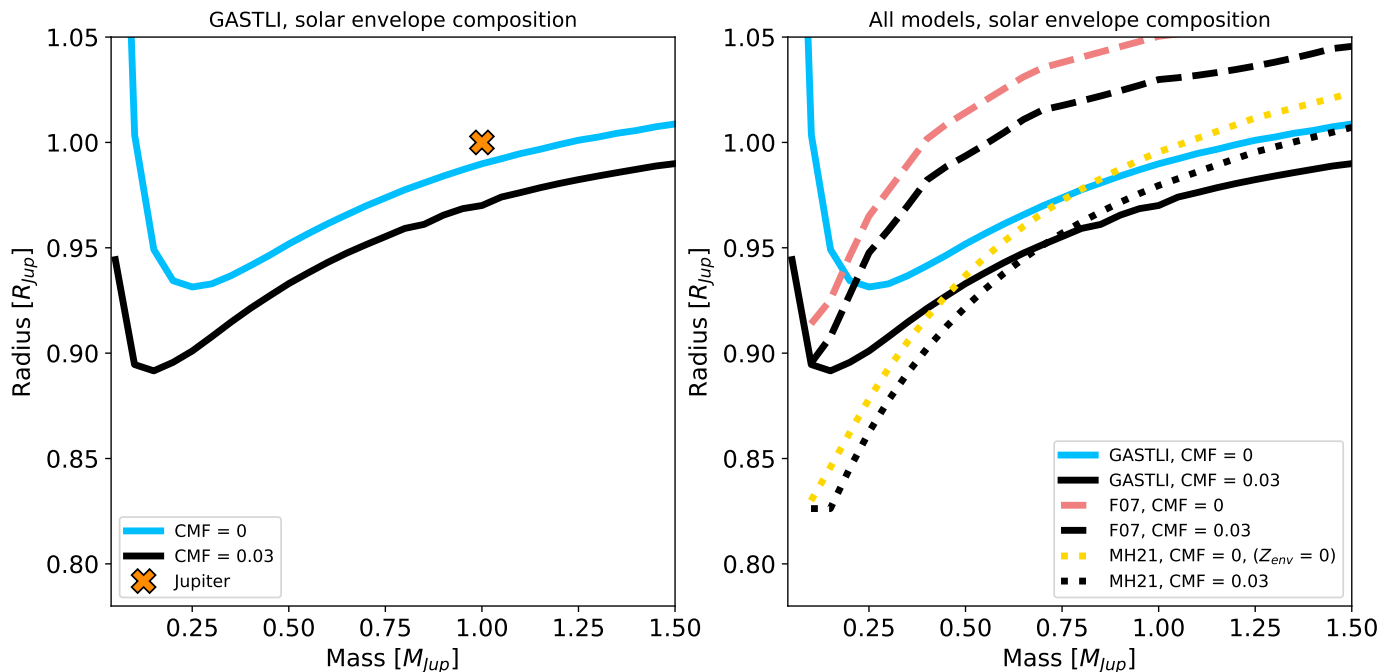 GASTLI, solar envelope composition
1.05
1.00
0.95
0.90
0.85
0.80
Radius [R_Jup]
0.25 0.50 0.75 1.00 1.25 1.50
Mass [M_Jup]
CMF = 0
CMF = 0.03
Jupiter
All models, solar envelope composition
1.05
1.00
0.95
0.90
0.85
0.80
Radius [R_Jup]
0.25 0.50 0.75 1.00 1.25 1.50
Mass [M_Jup]
GASTLI, CMF = 0
GASTLI, CMF = 0.03
F07, CMF = 0
F07, CMF = 0.03
MH21, CMF = 0, (Z_env = 0)
MH21, CMF = 0.03